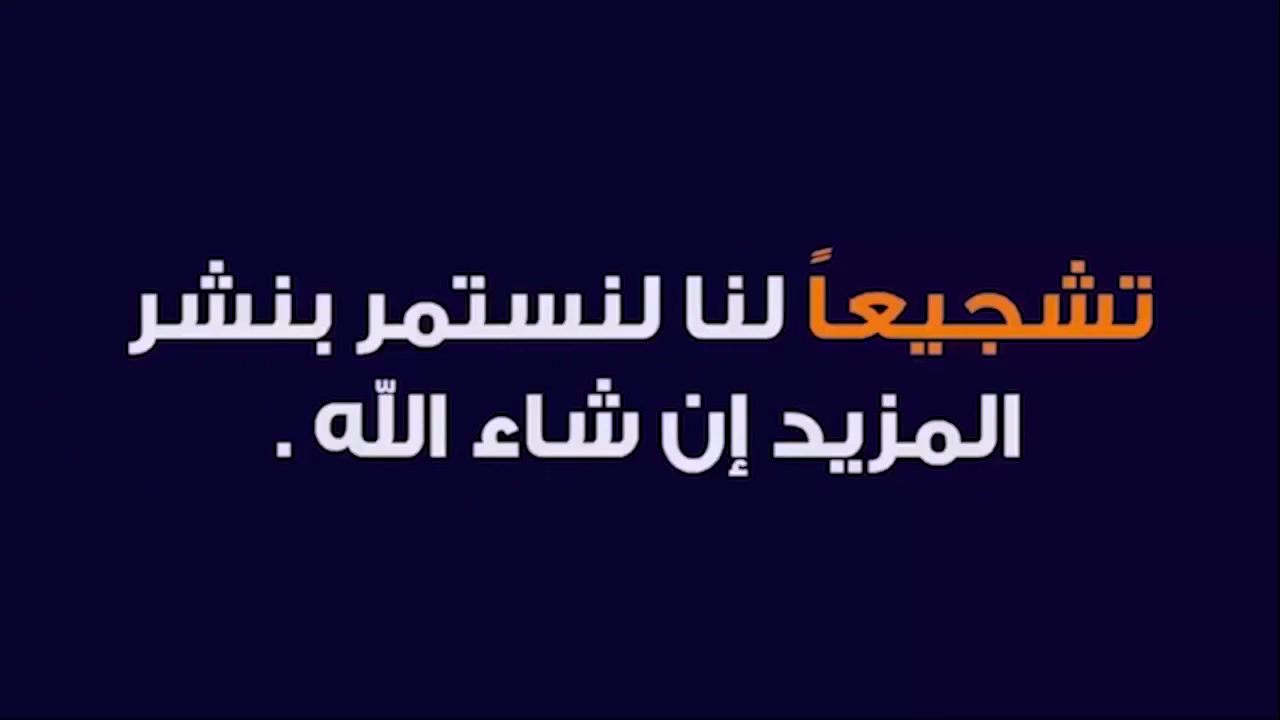 تشجيعاً لنا لنستمر بنشر
المزيد إن شاء اللّه .